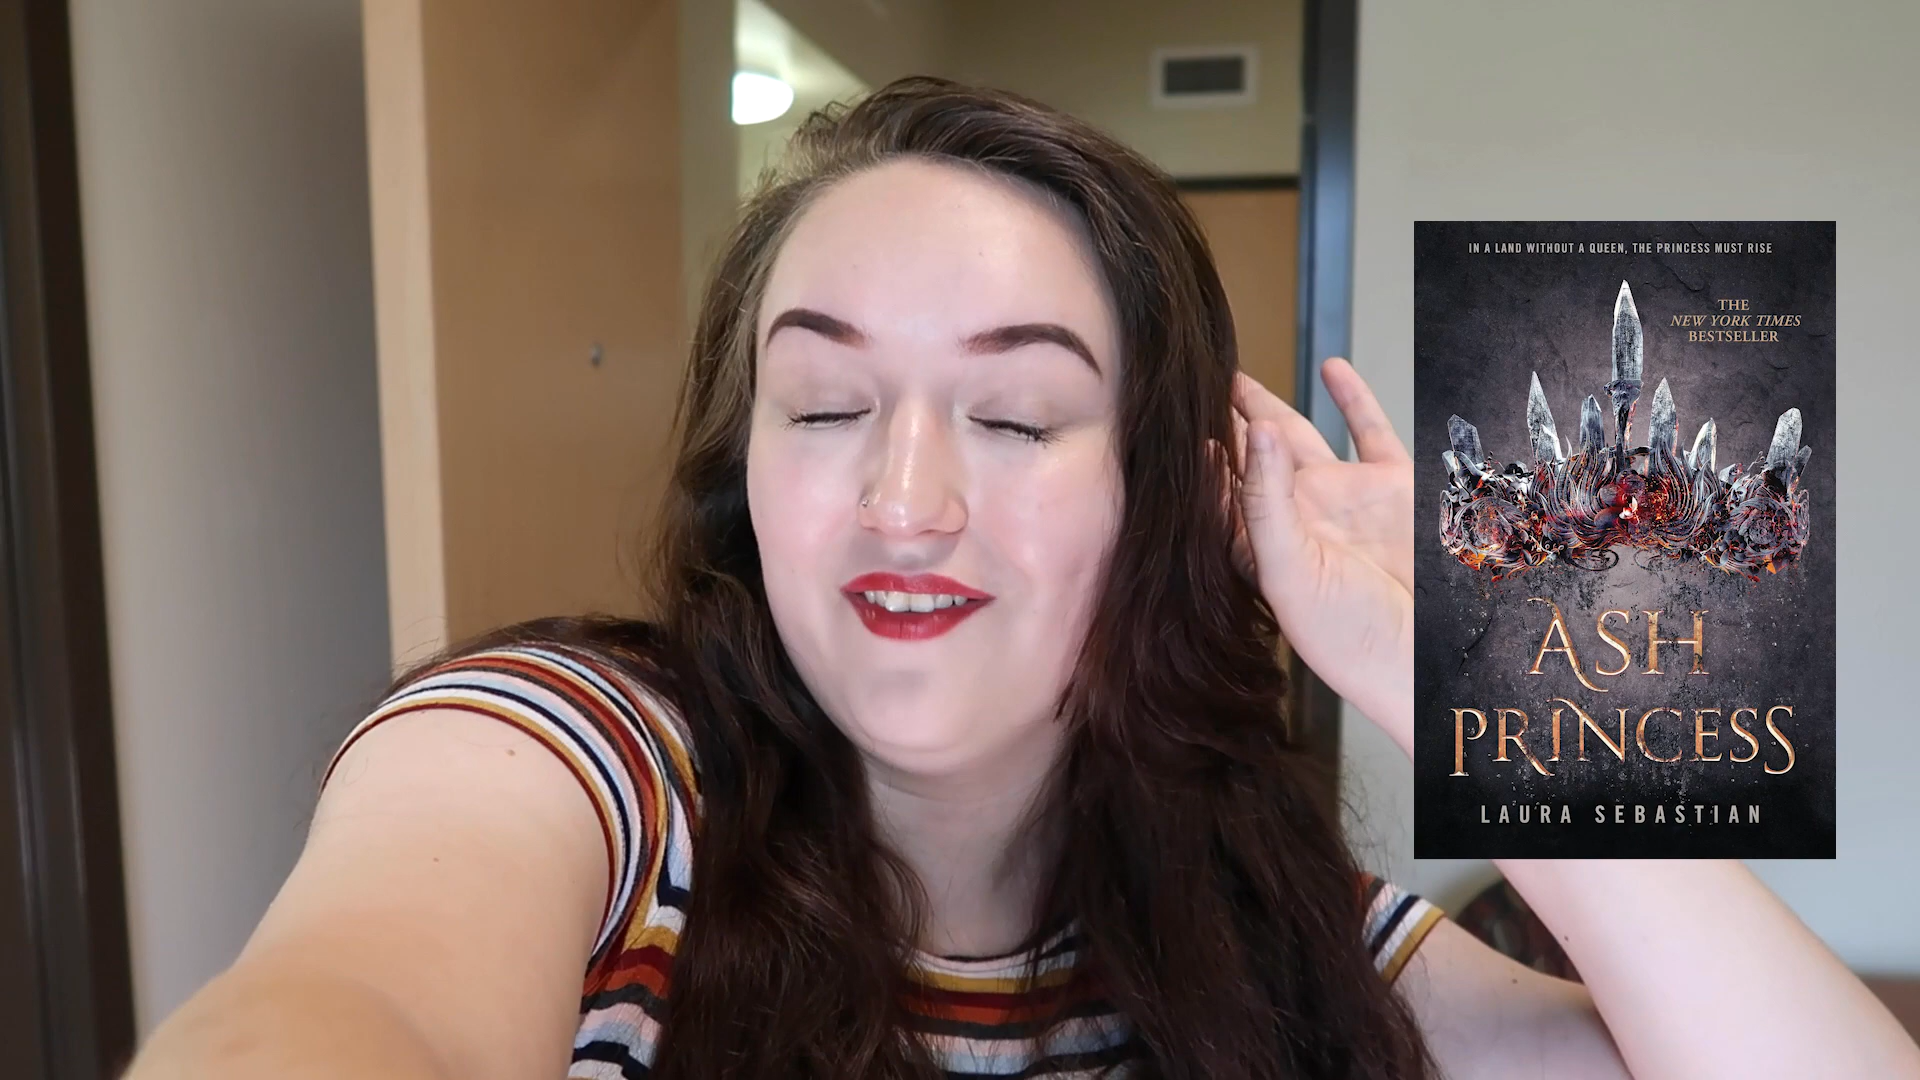 IN A LAND WITHOUT A QUEEN, THE PRINCESS MUST RISE
THE
NEW YORK TIMES
BESTSELLER
ASH
PRINCESS
LAURA SEBASTIAN